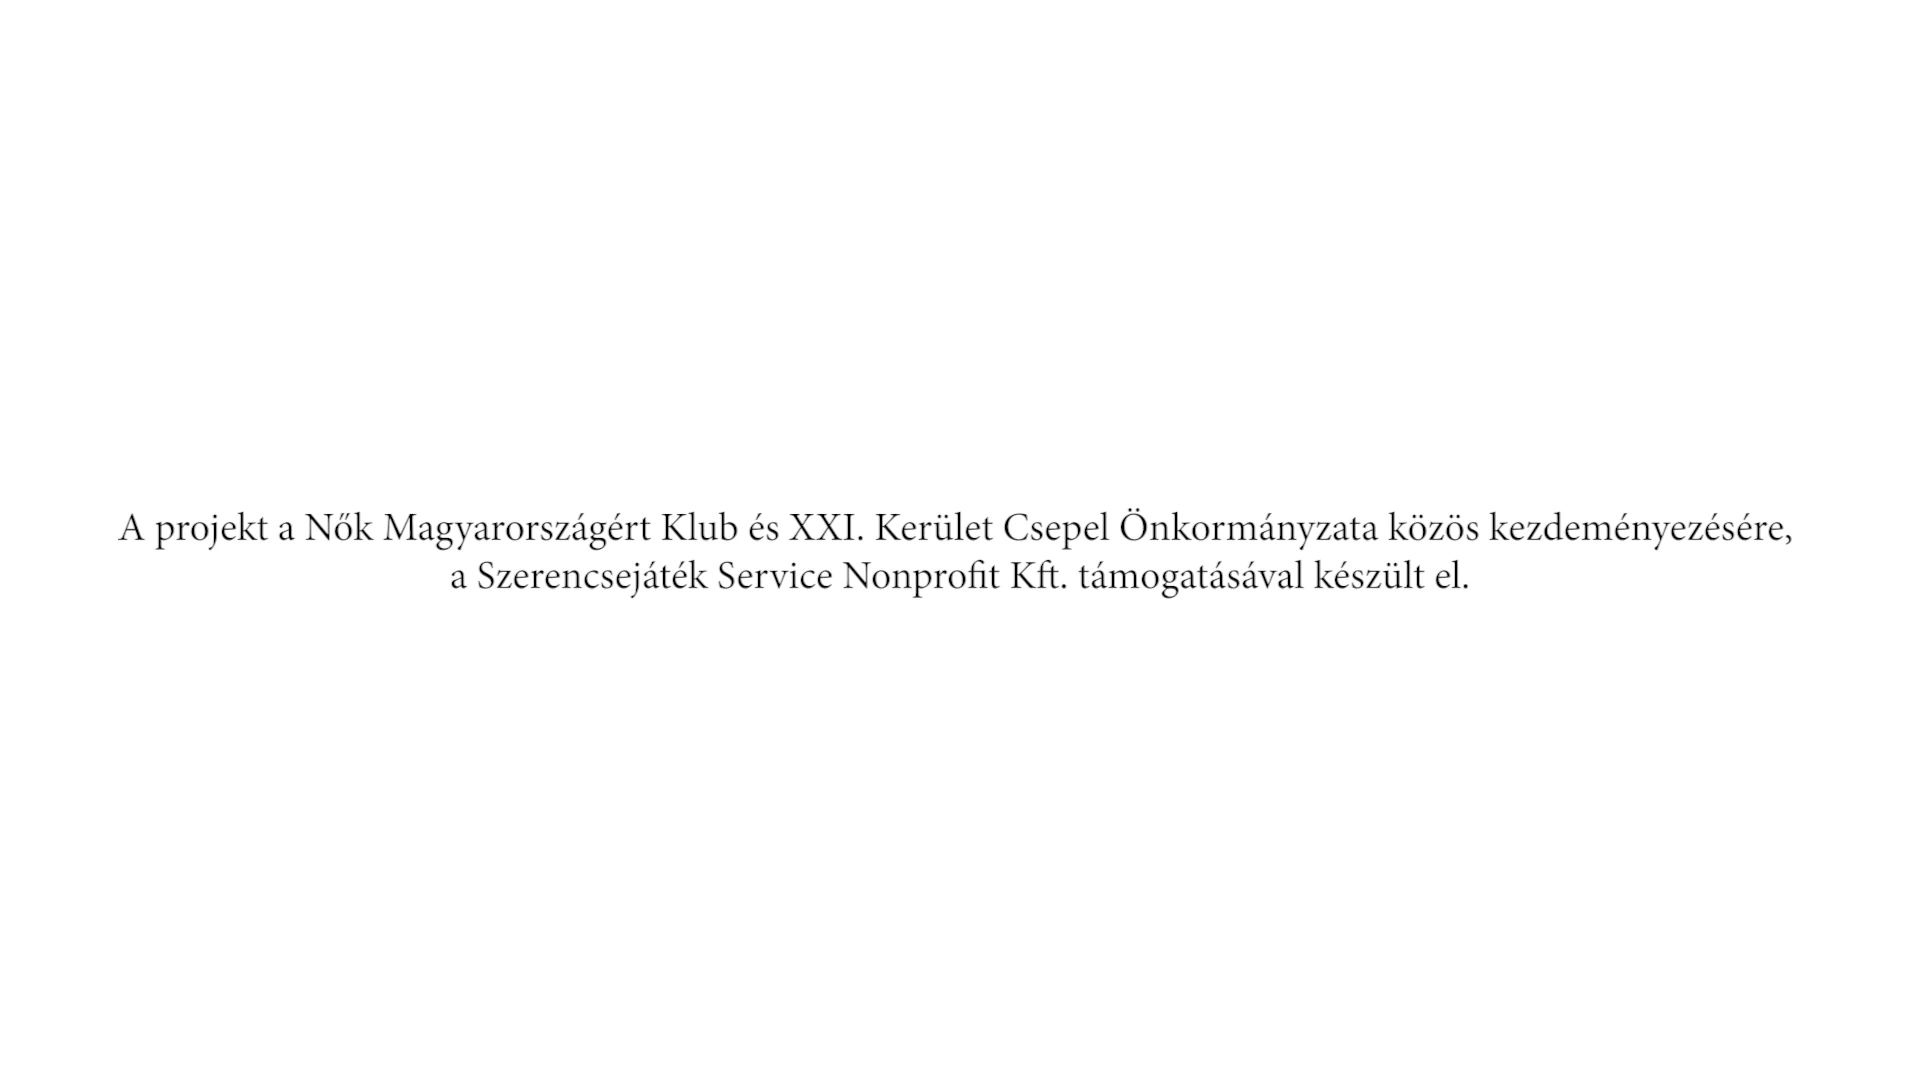 A projekt a Nők Magyarországért Klub és XXI. Kerület Csepel Önkormányzata közös kezdeményezésére,
a Szerencsejáték Service Nonprofit Kft. támogatásával készült el.